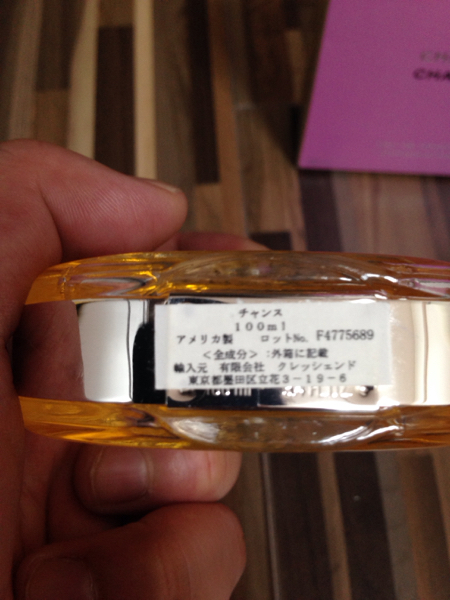 CHA
チャンス
100ml
アメリカ製 ロットNo. F4775689
＜全成分＞:外箱に記載
輸入元 有限会社 クレッシェンド
東京都墨田区立花3-19-6